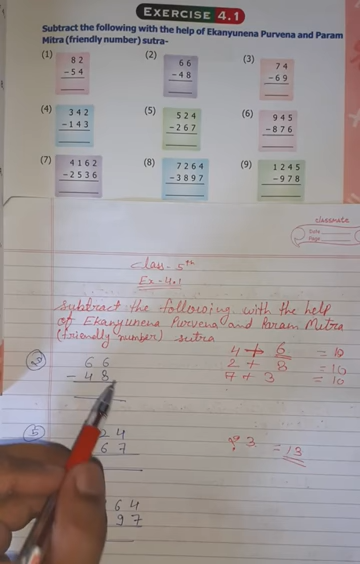 EXERCISE 4.1
Subtract the following with the help of Ekanyunena Purvena and Param
Mitra (friendly number) sutra-
(1) 82 (2) 66 (3) 74
-54 -48 -69
(4) 342 (5) 524 (6) 945
-143 -267 -876
(7) 4162 (8) 7264 (9) 1245
-2536 -3897 -978
classmate
Date
Page
Class - 5th
Ex - 4.1
Subtract the following with the help
of Ekanyunena Purvena and Param Mitra
(friendly number) sutra
4 + 6 = 10
2 + 8 = 10
7 + 3 = 10
2 66
- 48
5 24 3 = 13
67
64
97